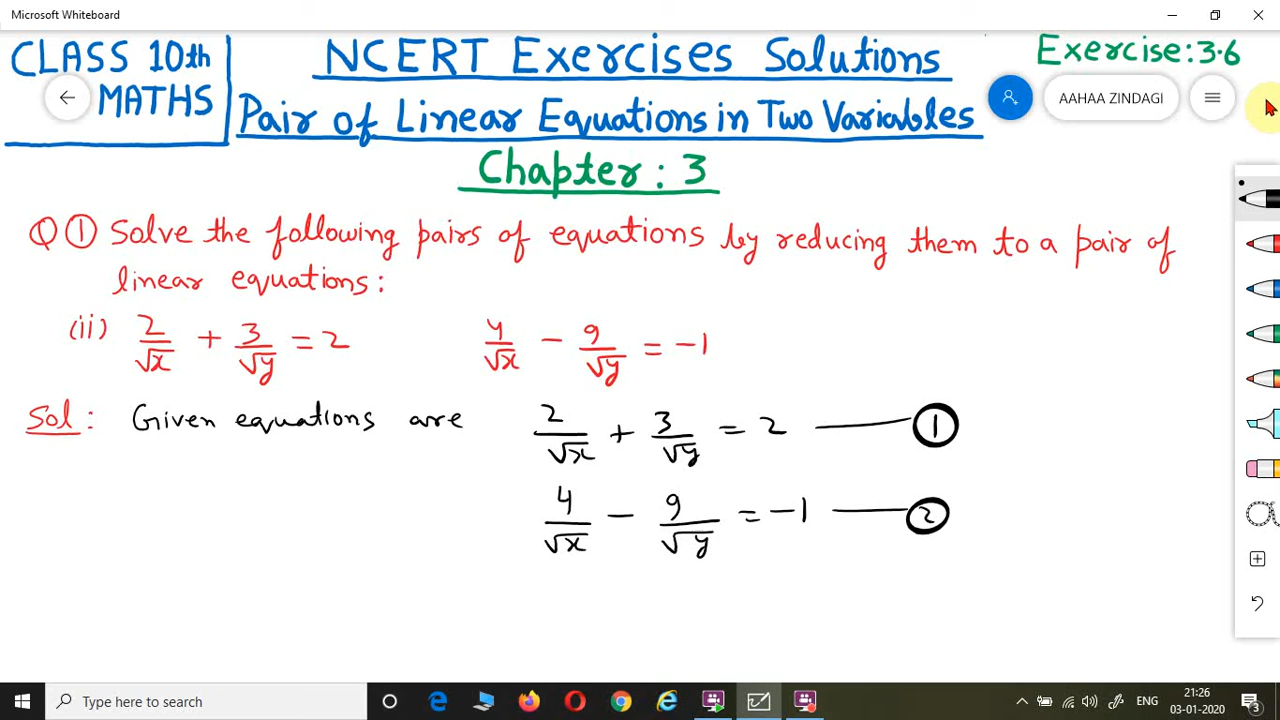 Microsoft Whiteboard
CLASS 10th
MATHS
NCERT Exercises Solutions
Pair of Linear Equations in Two Variables
Chapter : 3
Exercise:3.6
AAHAA ZINDAGI
Q ① Solve the following pairs of equations by reducing them to a pair of
linear equations:
(ii) 2/√x + 3/√y = 2 4/√x − 9/√y = −1
Sol: Given equations are 2/√x + 3/√y = 2 —— ①
4/√x − 9/√y = −1 —— ②
Type here to search
ENG
21:26
03-01-2020
3